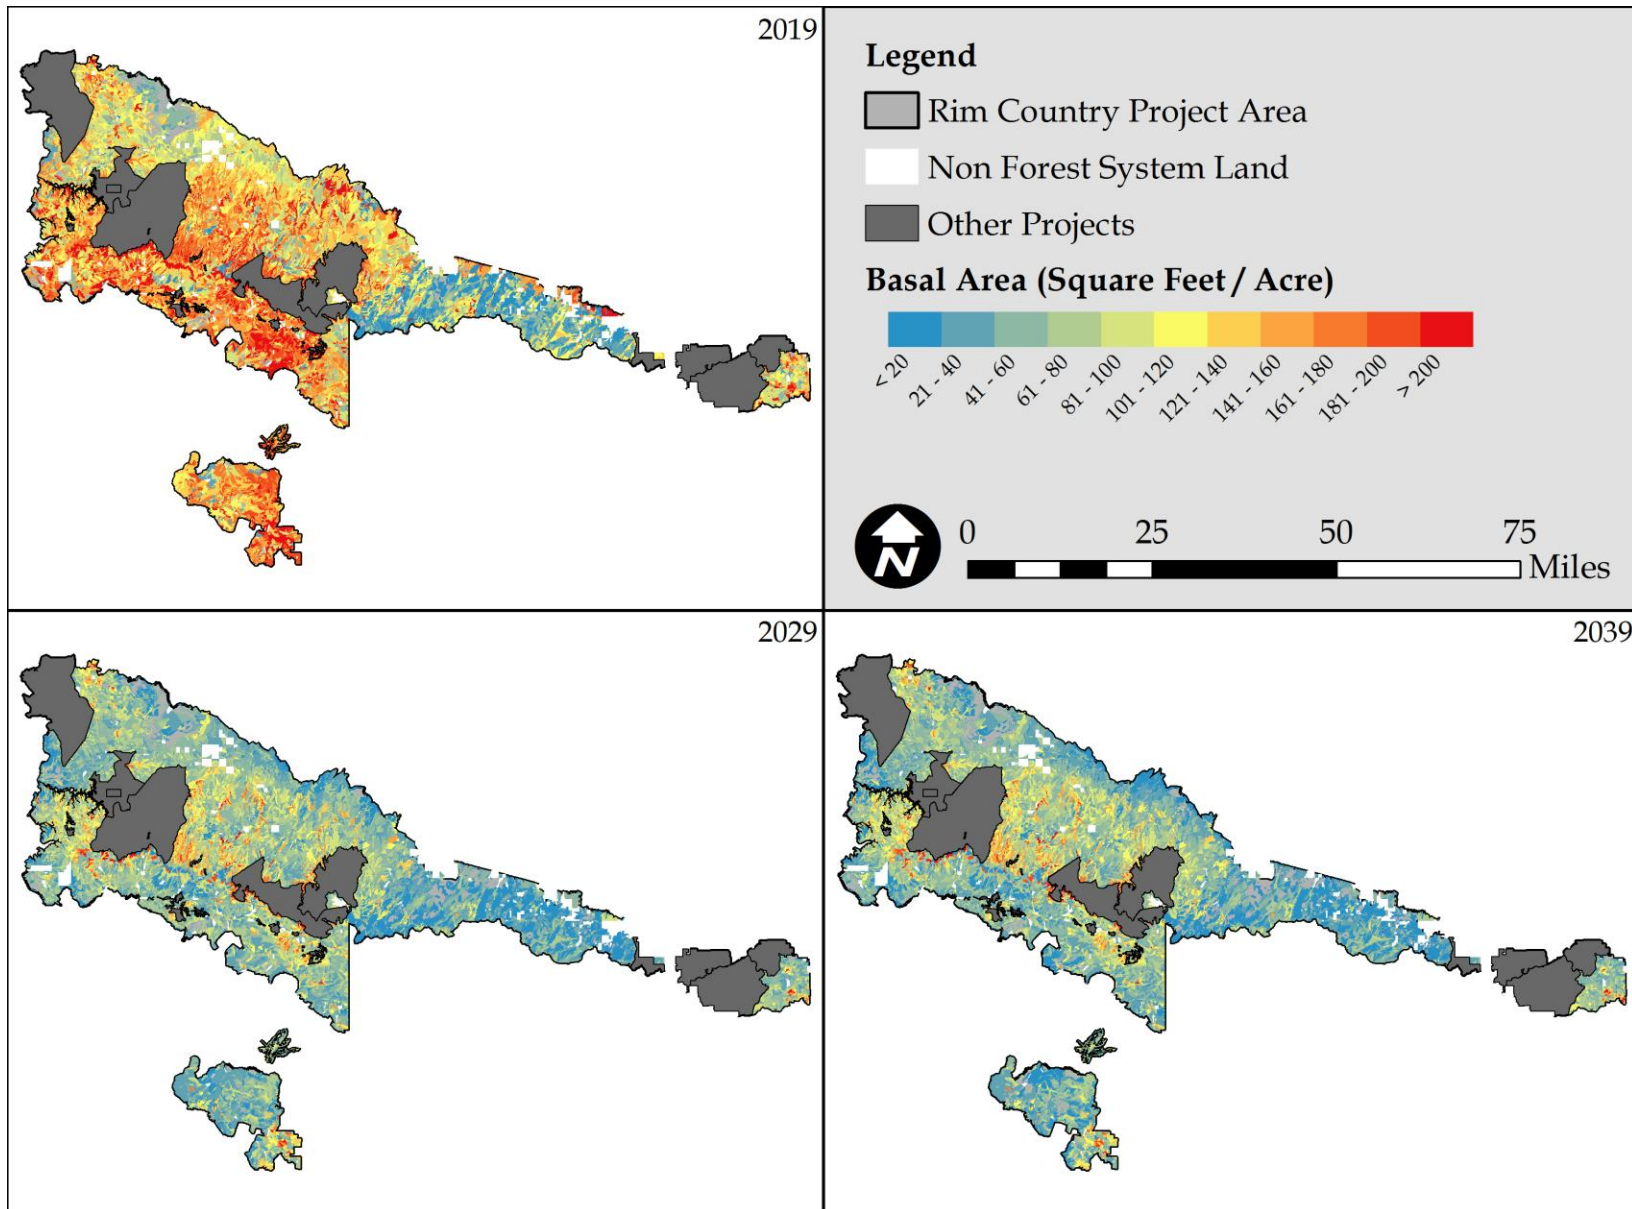 2019
Legend
Rim Country Project Area
Non Forest System Land
Other Projects
Basal Area (Square Feet / Acre)
< 20
21 - 40
41 - 60
61 - 80
81 - 100
101 - 120
121 - 140
141 - 160
161 - 180
181 - 200
> 200
N
0 25 50 75
Miles
2029
2039